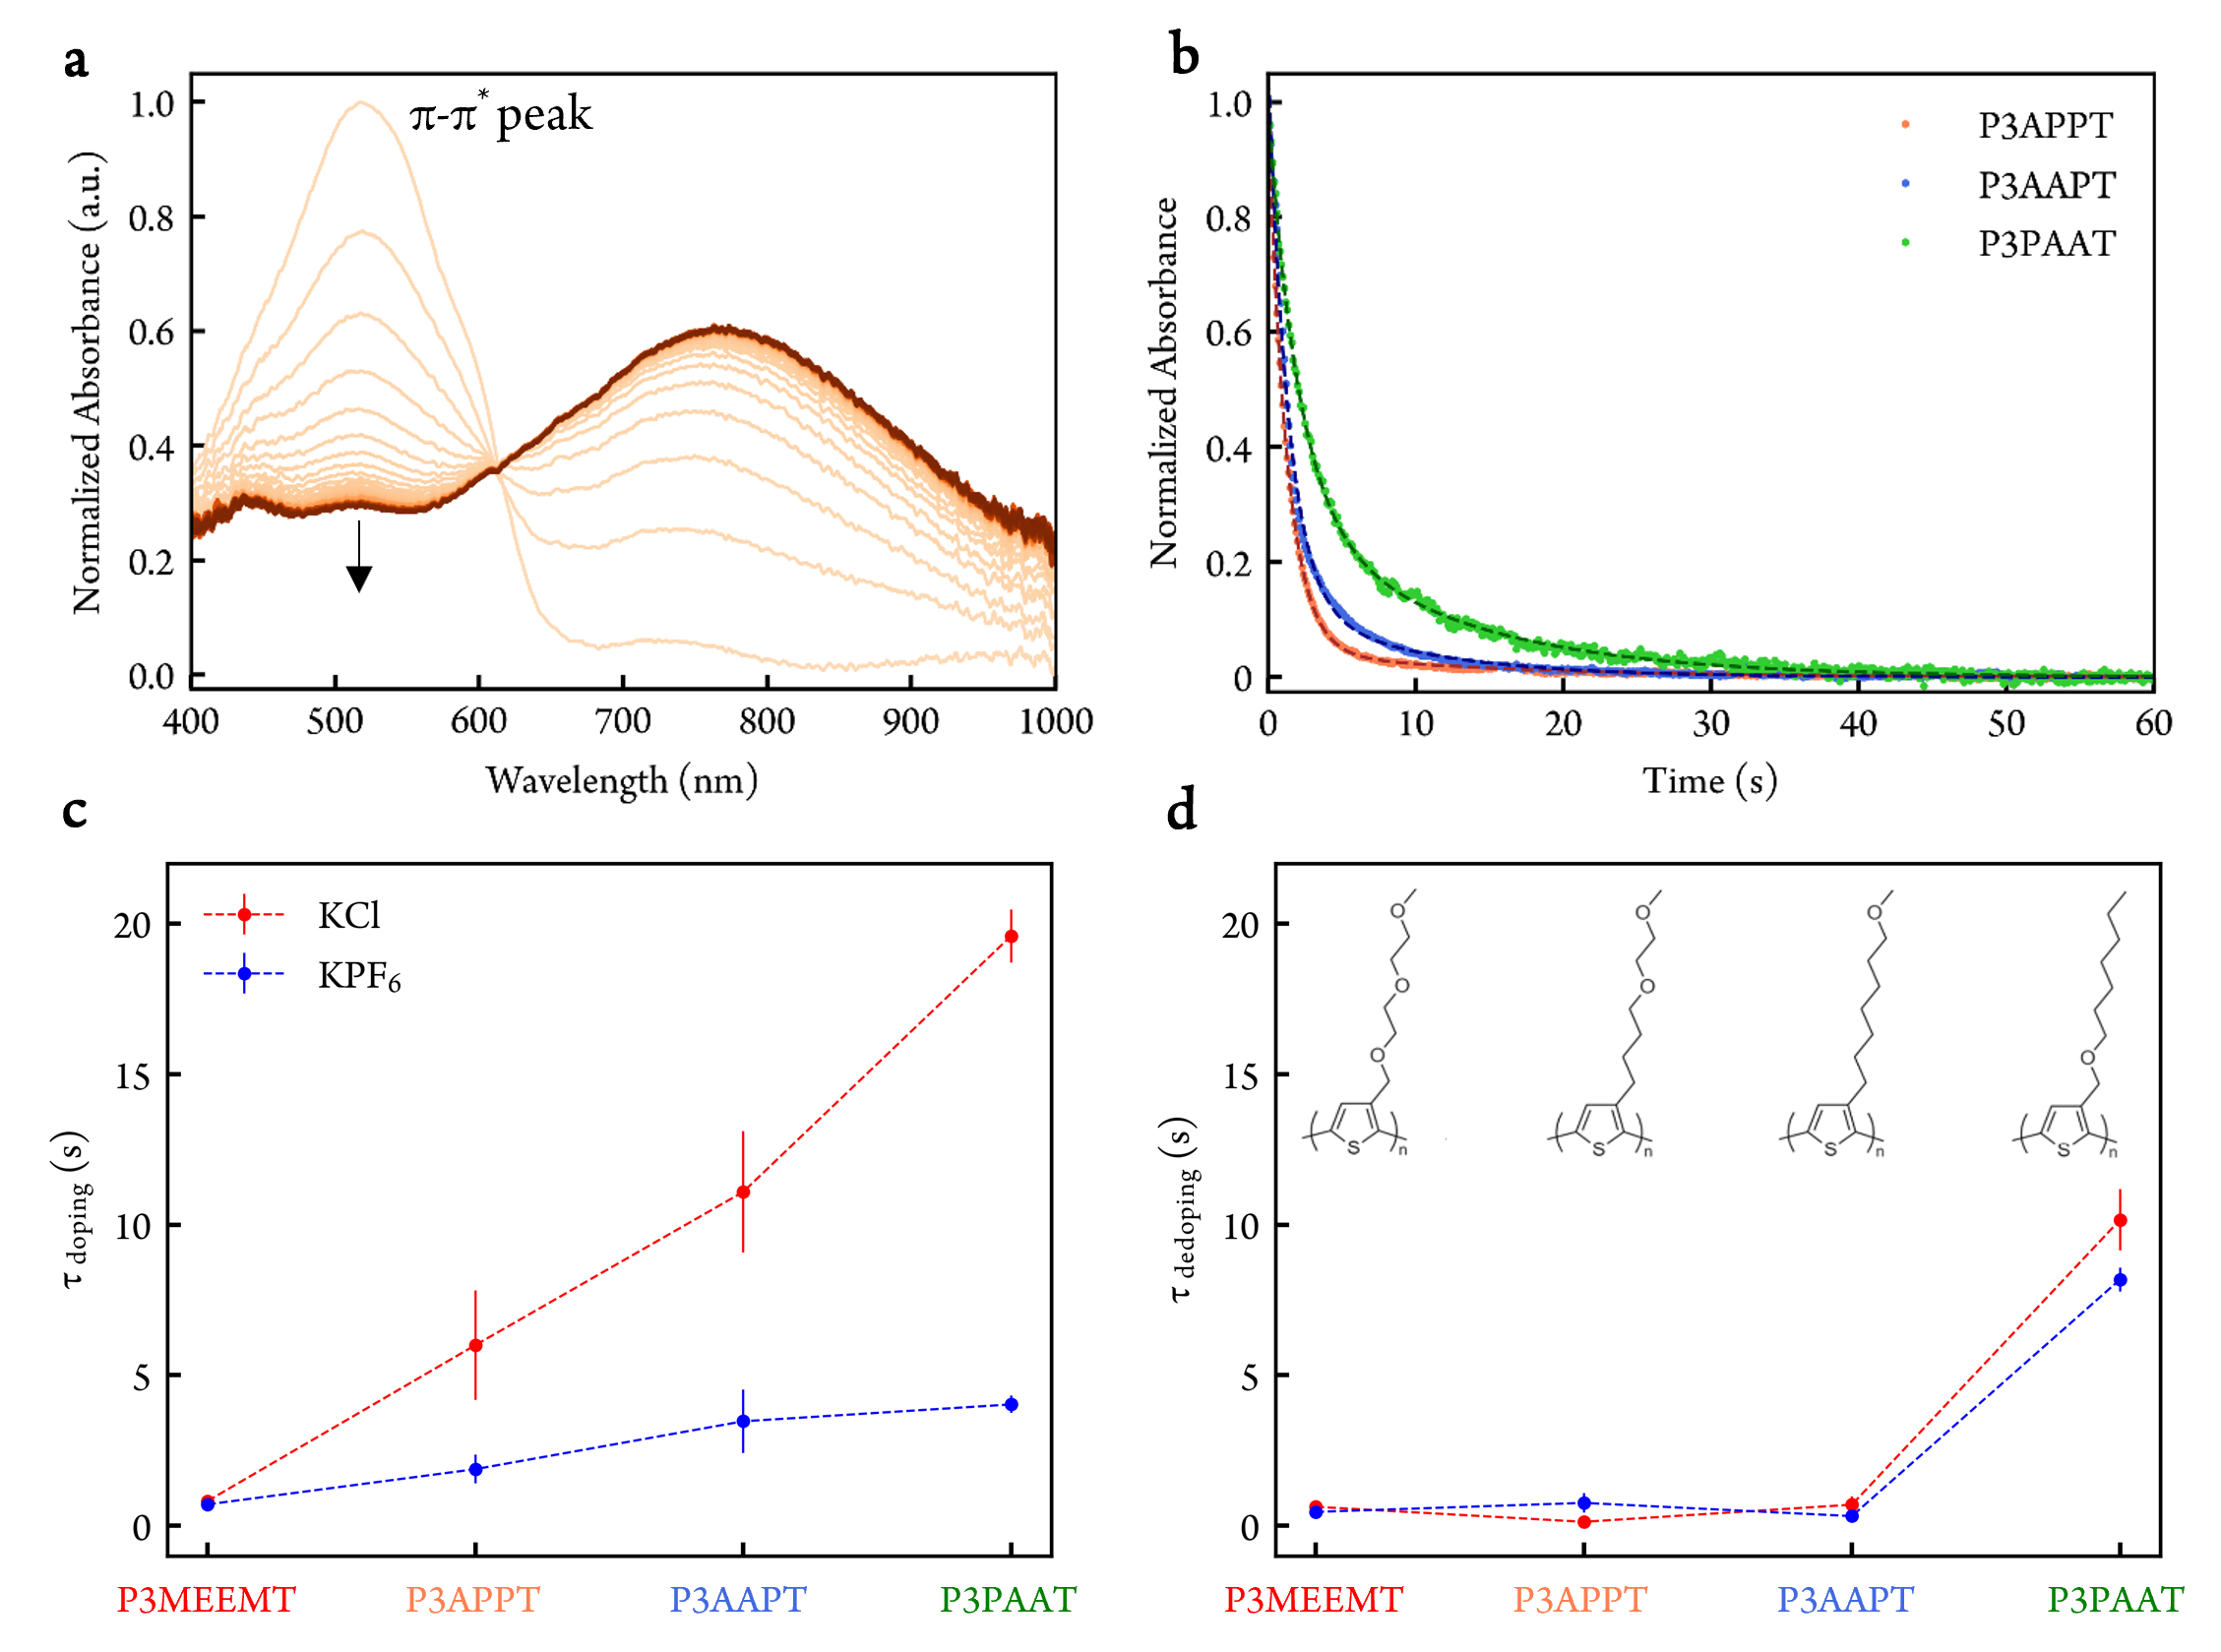 a
π-π* peak
1.0
0.8
0.6
0.4
0.2
0.0
400 500 600 700 800 900 1000
Normalized Absorbance (a.u.)
Wavelength (nm)
b
P3APPT
P3AAPT
P3PAAT
1.0
0.8
0.6
0.4
0.2
0
0 10 20 30 40 50 60
Normalized Absorbance
Time (s)
c
KCl
KPF₆
20
15
10
5
0
τ doping (s)
P3MEEMT P3APPT P3AAPT P3PAAT
d
20
15
10
5
0
τ dedoping (s)
O O O S n
O O S n
O S n
O S n
P3MEEMT P3APPT P3AAPT P3PAAT